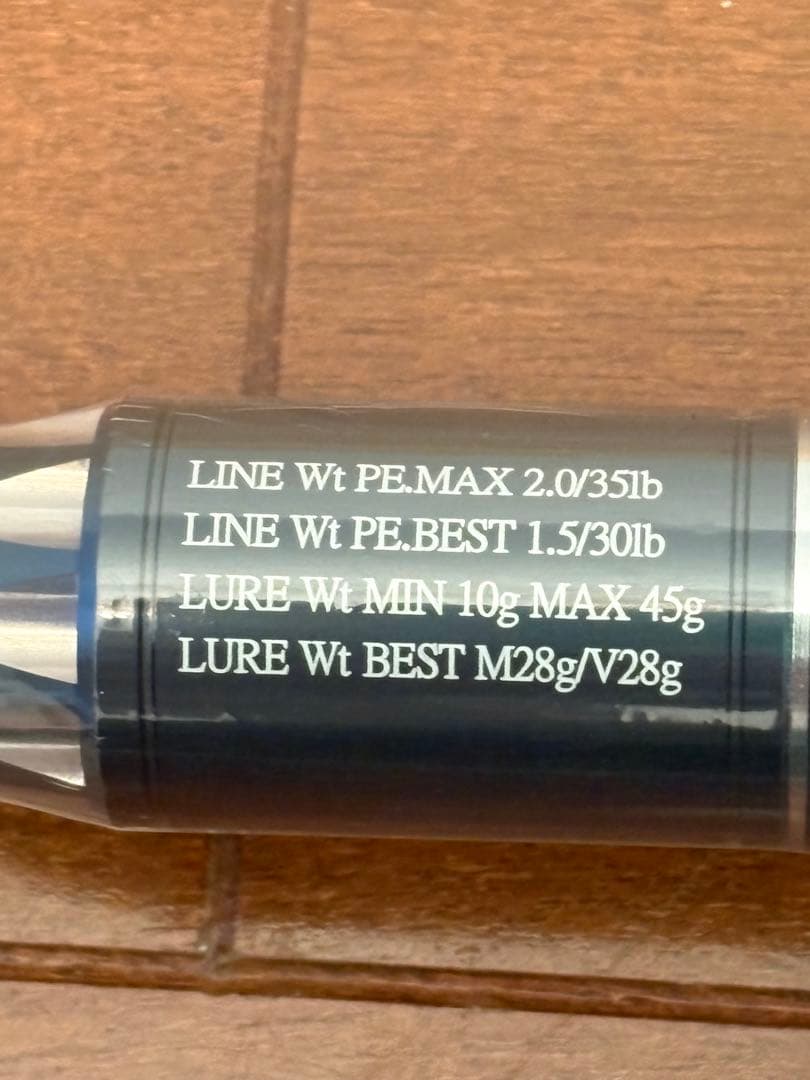 LINE Wt PE.MAX 2.0/35lb
LINE Wt PE.BEST 1.5/30lb
LURE Wt MIN 10g MAX 45g
LURE Wt BEST M28g/V28g